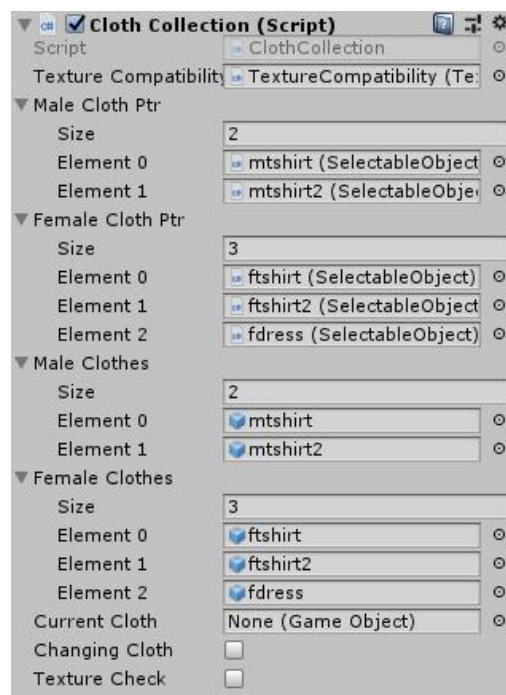 Cloth Collection (Script)
Script ClothCollection
Texture Compatibility TextureCompatibility (Te:
Male Cloth Ptr
Size 2
Element 0 mtshirt (SelectableObject
Element 1 mtshirt2 (SelectableObje
Female Cloth Ptr
Size 3
Element 0 ftshirt (SelectableObject)
Element 1 ftshirt2 (SelectableObject
Element 2 fdress (SelectableObject)
Male Clothes
Size 2
Element 0 mtshirt
Element 1 mtshirt2
Female Clothes
Size 3
Element 0 ftshirt
Element 1 ftshirt2
Element 2 fdress
Current Cloth None (Game Object)
Changing Cloth
Texture Check